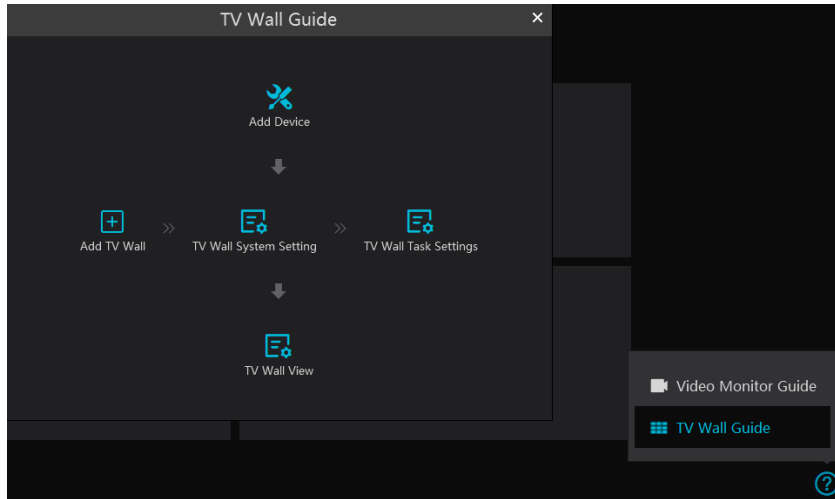 TV Wall Guide
Add Device
Add TV Wall
TV Wall System Setting
TV Wall Task Settings
TV Wall View
Video Monitor Guide
TV Wall Guide